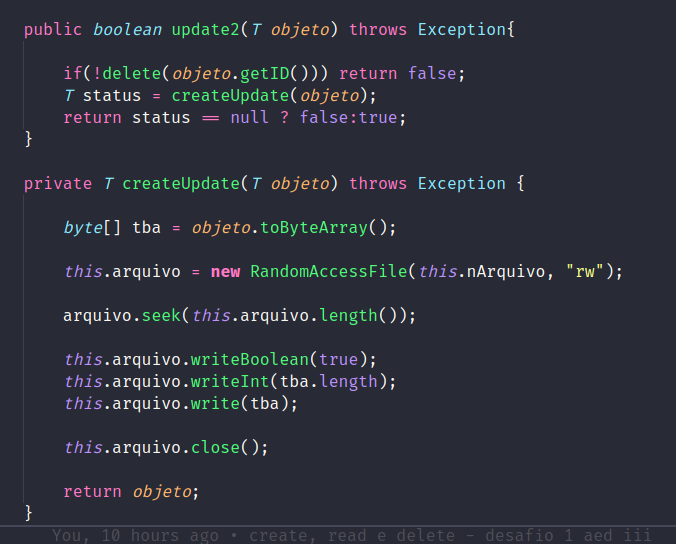 public boolean update2(T objeto) throws Exception{
if(!delete(objeto.getID())) return false;
T status = createUpdate(objeto);
return status == null ? false:true;
}
private T createUpdate(T objeto) throws Exception {
byte[] tba = objeto.toByteArray();
this.arquivo = new RandomAccessFile(this.nArquivo, "rw");
arquivo.seek(this.arquivo.length());
this.arquivo.writeBoolean(true);
this.arquivo.writeInt(tba.length);
this.arquivo.write(tba);
this.arquivo.close();
return objeto;
}
You, 10 hours ago • create, read e delete - desafio 1 aed iii